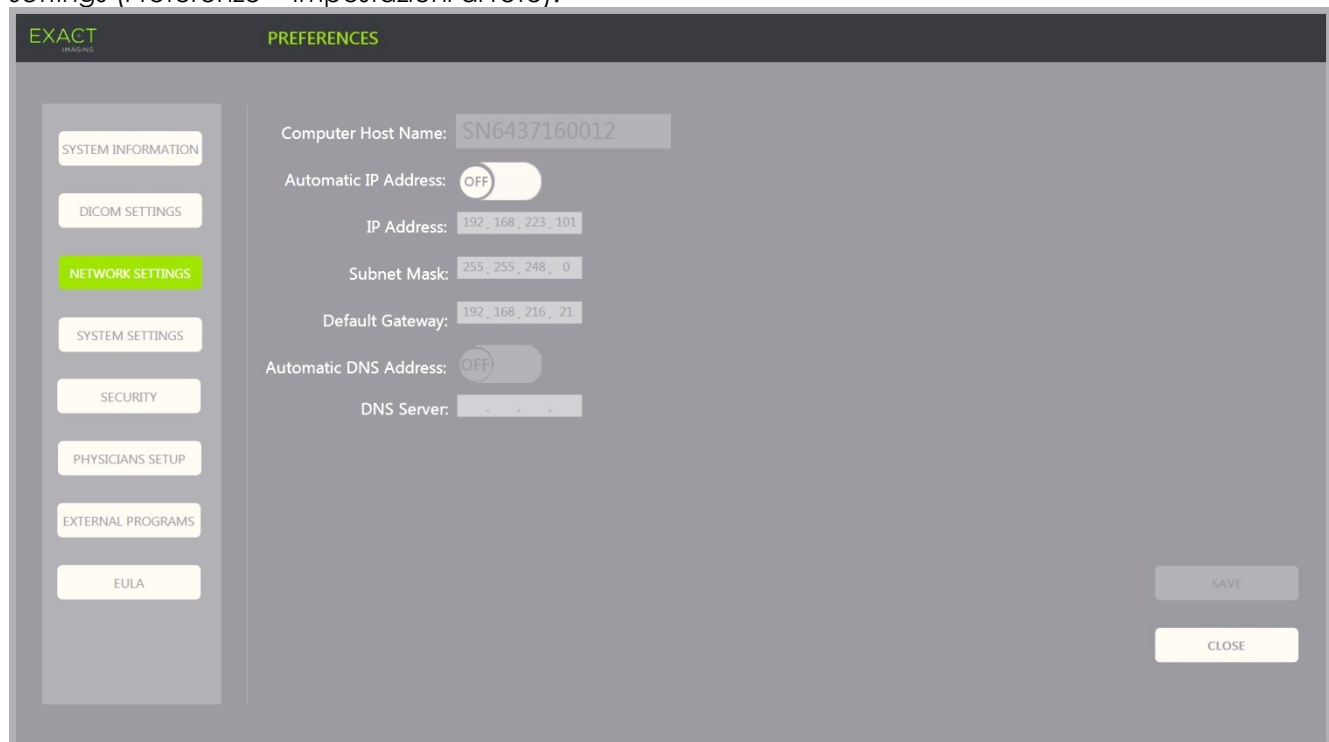 EXACT
IMAGING
PREFERENCES
SYSTEM INFORMATION
DICOM SETTINGS
NETWORK SETTINGS
SYSTEM SETTINGS
SECURITY
PHYSICIANS SETUP
EXTERNAL PROGRAMS
EULA
Computer Host Name: SN6437160012
Automatic IP Address: OFF
IP Address: 192 . 168 . 223 . 101
Subnet Mask: 255 . 255 . 248 . 0
Default Gateway: 192 . 168 . 216 . 21
Automatic DNS Address: OFF
DNS Server: . . .
SAVE
CLOSE